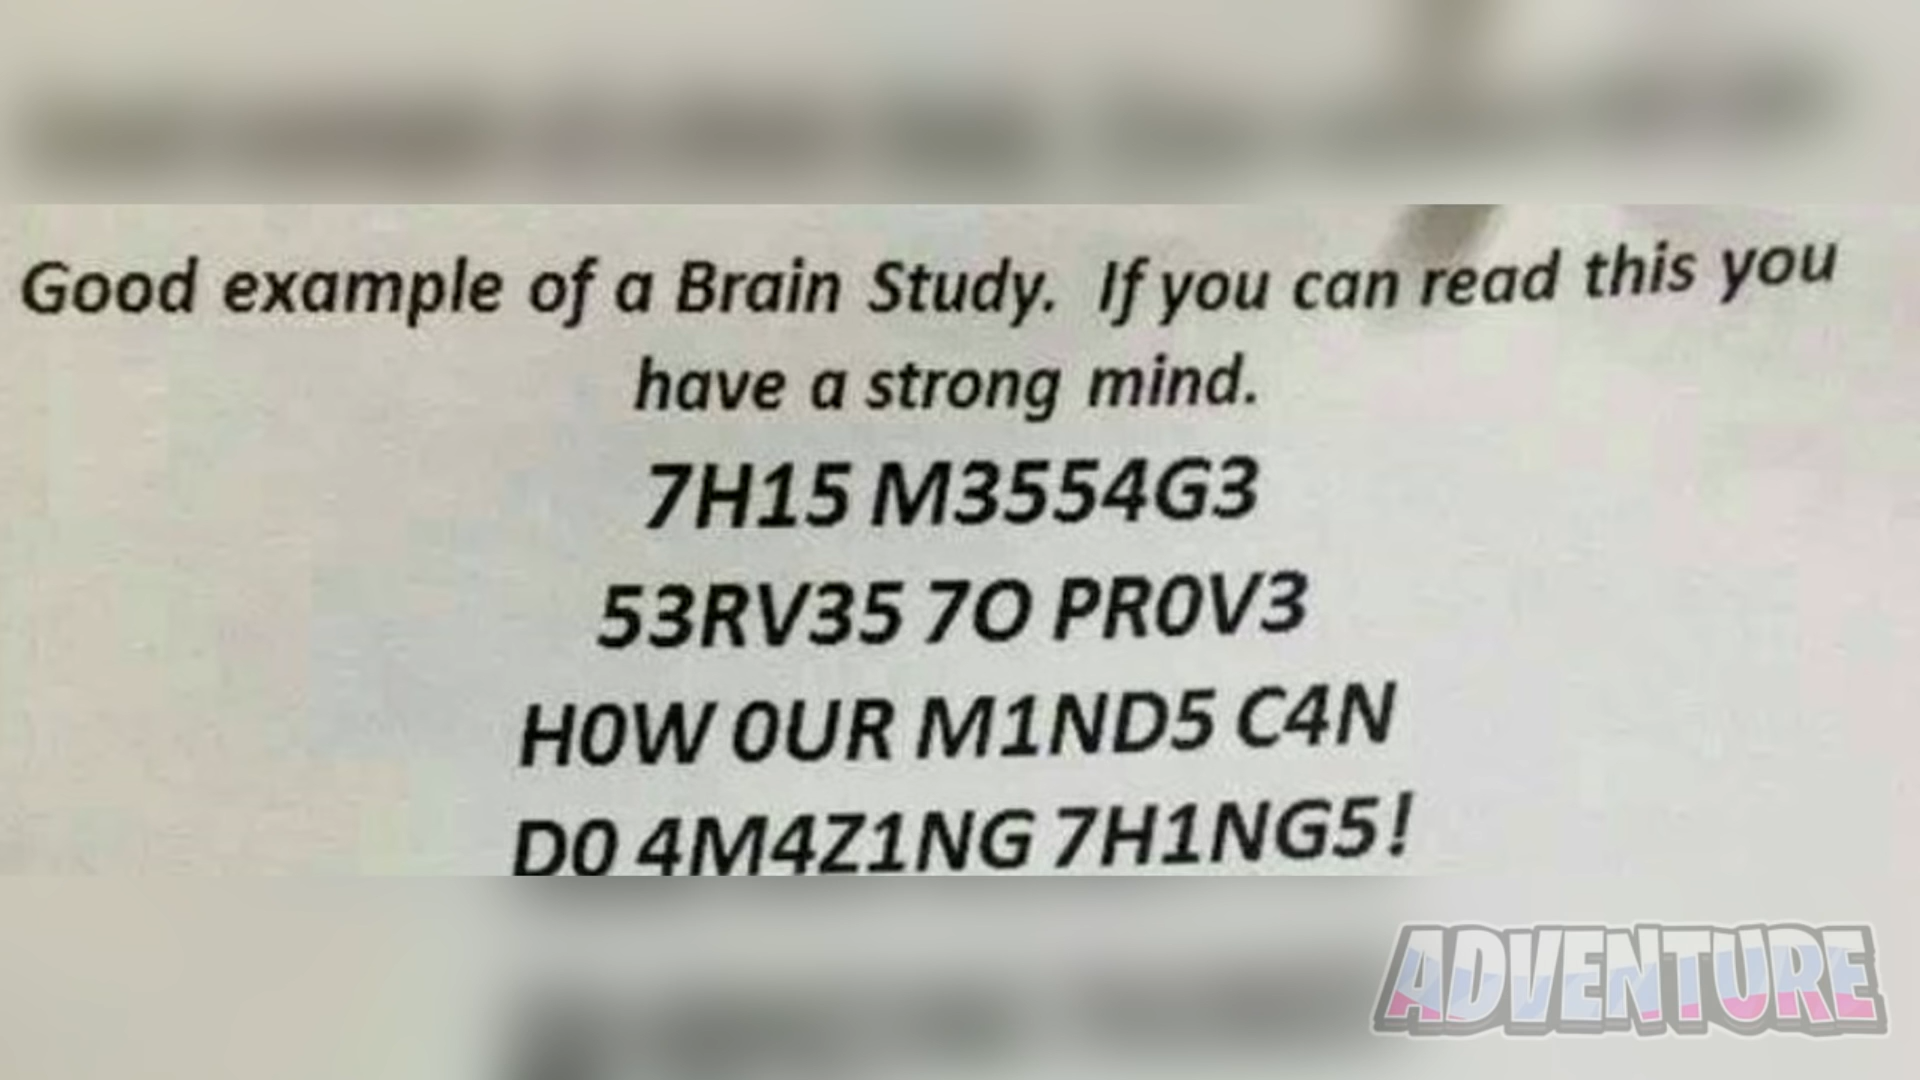 Good example of a Brain Study. If you can read this you
have a strong mind.
7H15 M3554G3
53RV35 7O PR0V3
H0W 0UR M1ND5 C4N
D0 4M4Z1NG 7H1NG5!
ADVENTURE